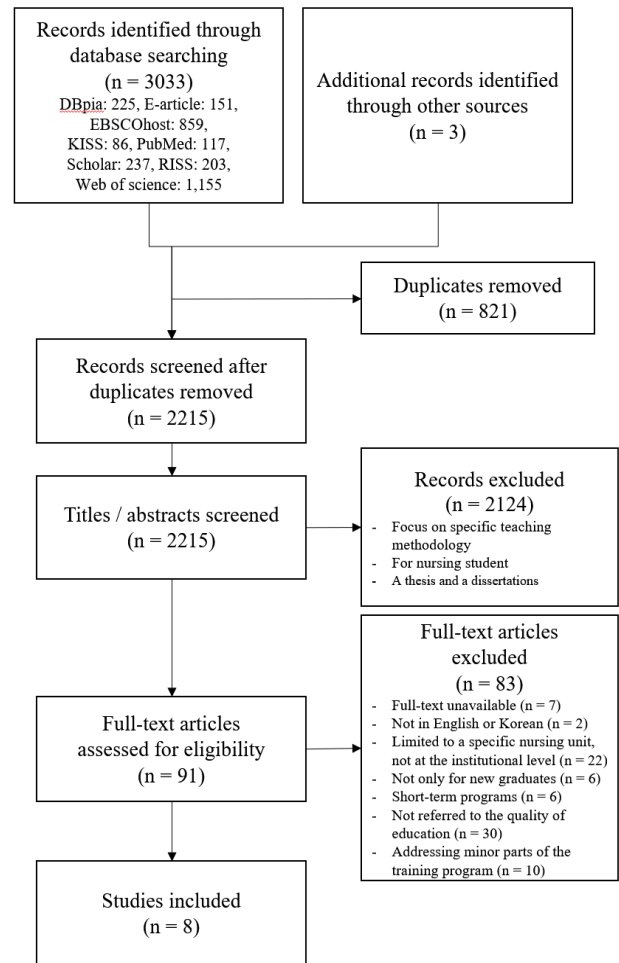 Records identified through
database searching
(n = 3033)
DBpia: 225, E-article: 151,
EBSCOhost: 859,
KISS: 86, PubMed: 117,
Scholar: 237, RISS: 203,
Web of science: 1,155
Additional records identified
through other sources
(n = 3)
Duplicates removed
(n = 821)
Records screened after
duplicates removed
(n = 2215)
Titles / abstracts screened
(n = 2215)
Records excluded
(n = 2124)
- Focus on specific teaching
methodology
- For nursing student
- A thesis and a dissertations
Full-text articles
assessed for eligibility
(n = 91)
Full-text articles
excluded
(n = 83)
- Full-text unavailable (n = 7)
- Not in English or Korean (n = 2)
- Limited to a specific nursing unit,
not at the institutional level (n = 22)
- Not only for new graduates (n = 6)
- Short-term programs (n = 6)
- Not referred to the quality of
education (n = 30)
- Addressing minor parts of the
training program (n = 10)
Studies included
(n = 8)